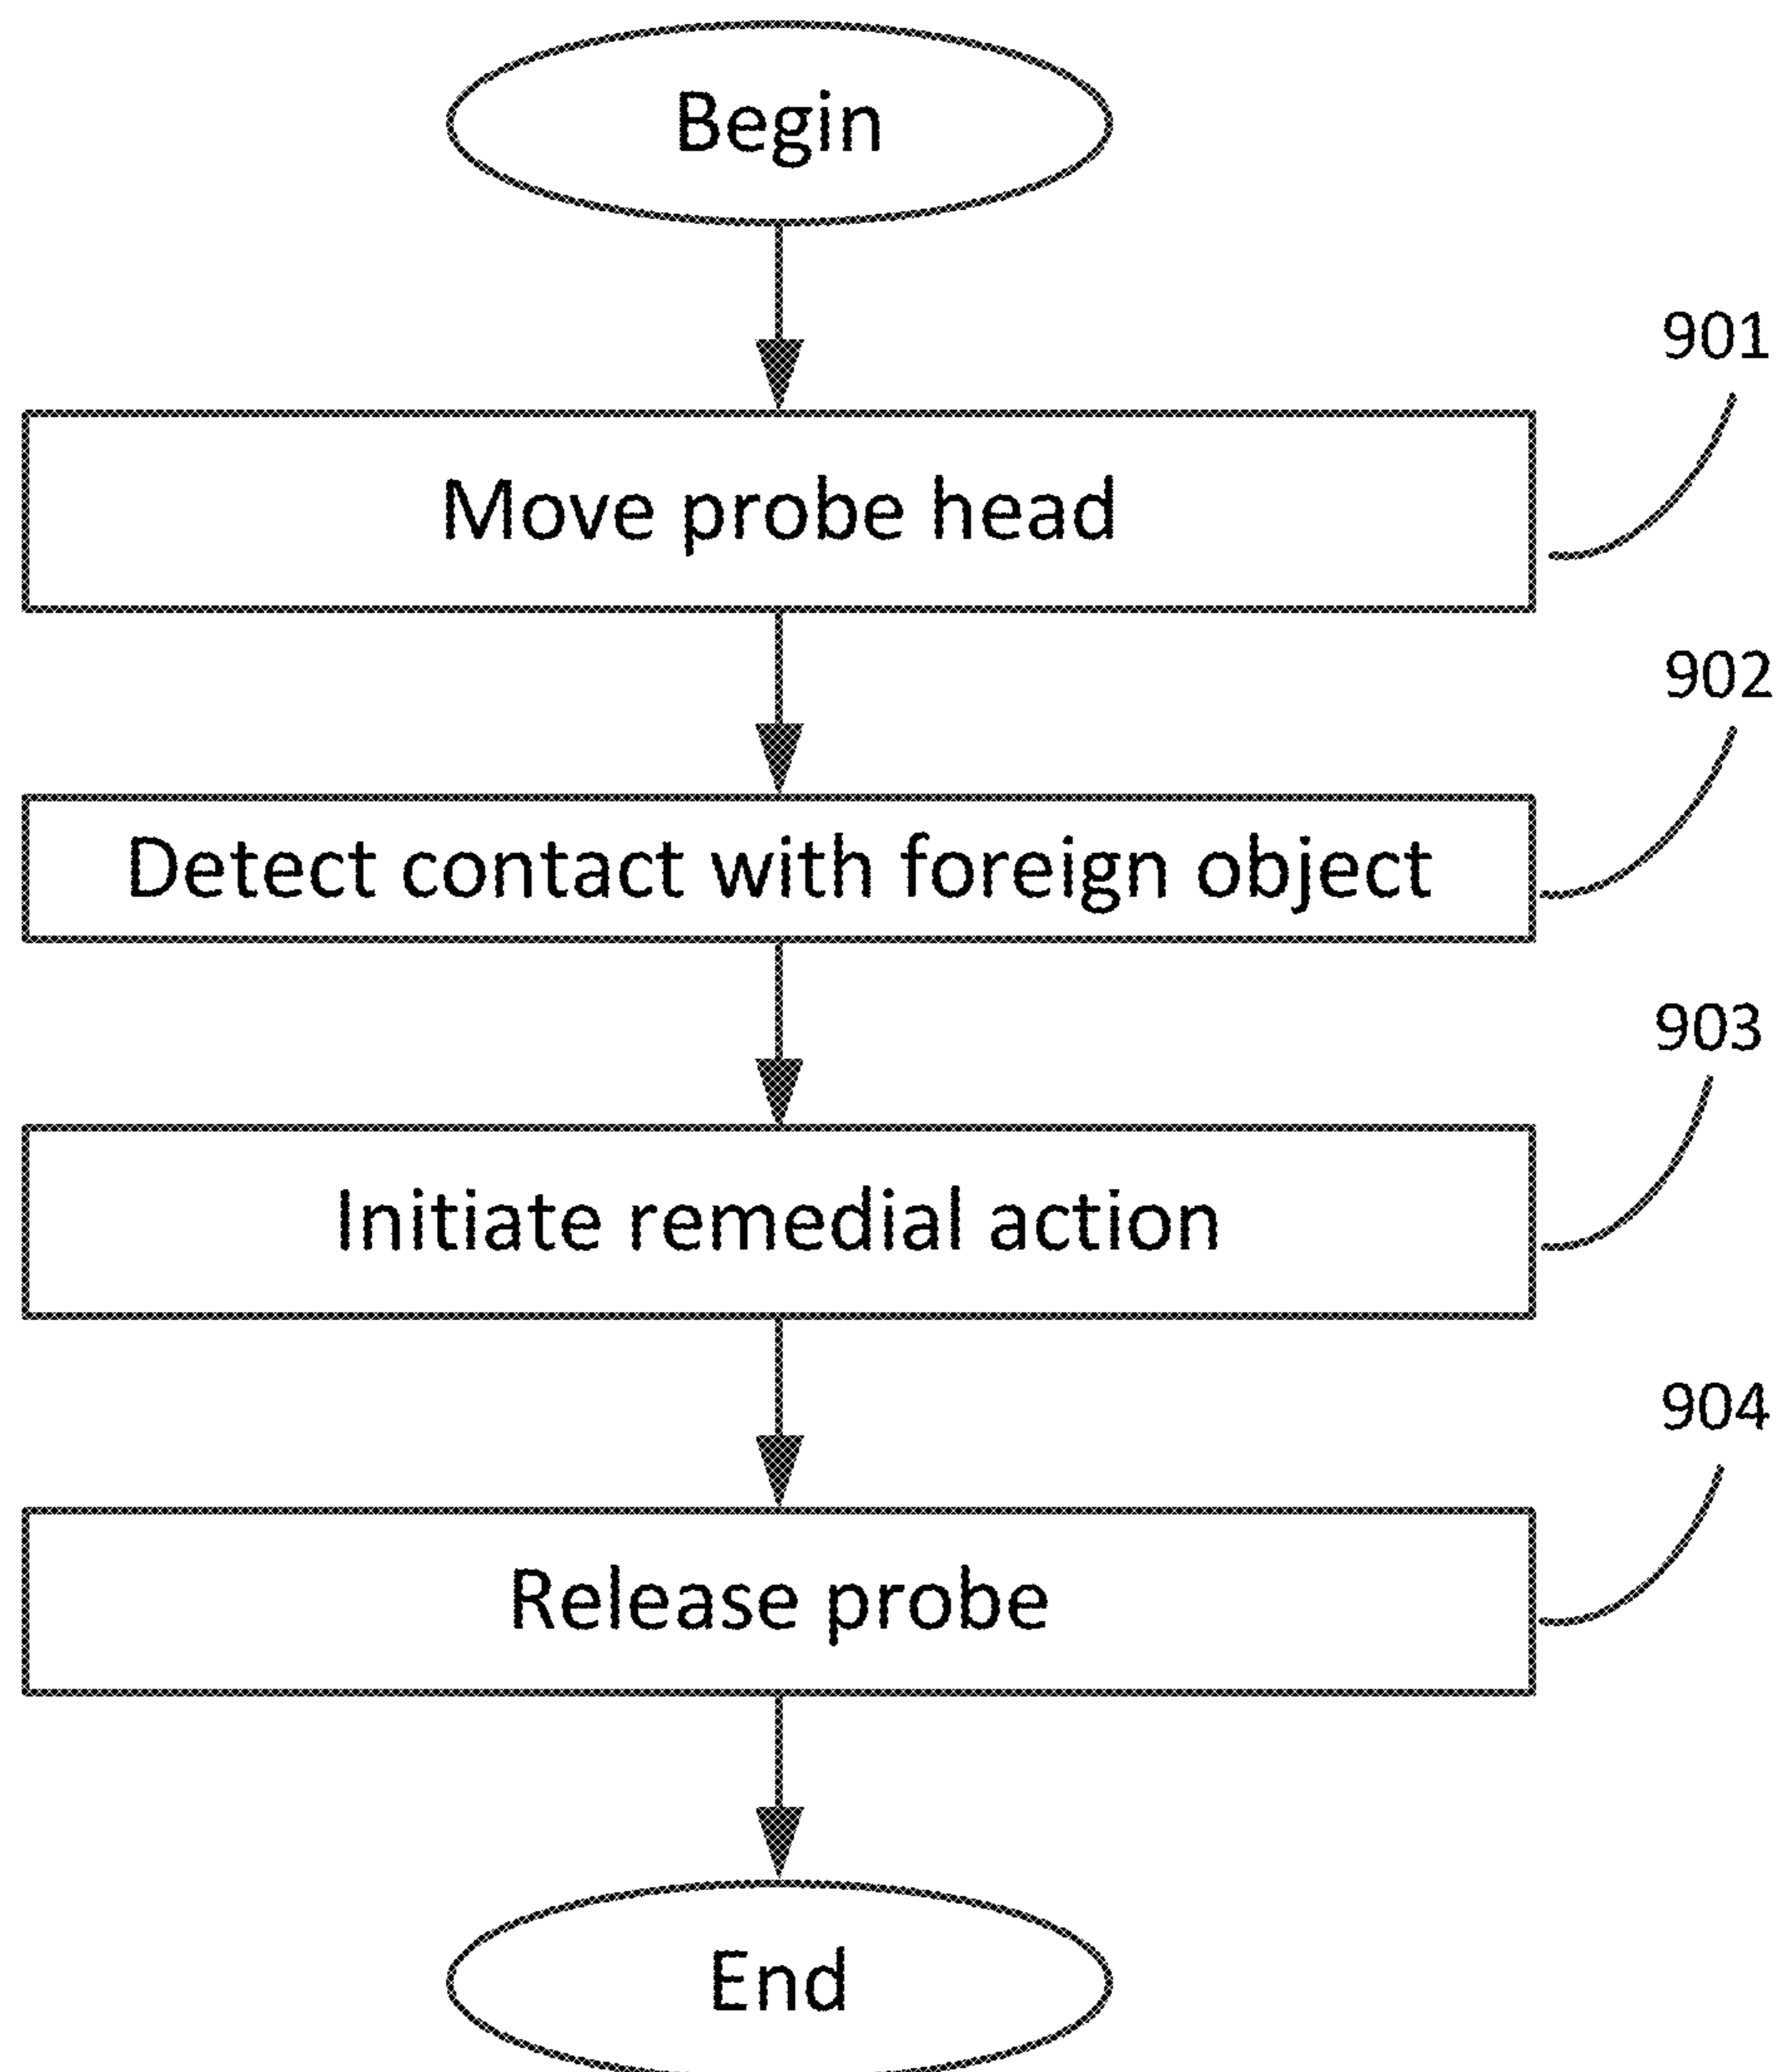 Begin
901
Move probe head
902
Detect contact with foreign object
903
Initiate remedial action
904
Release probe
End